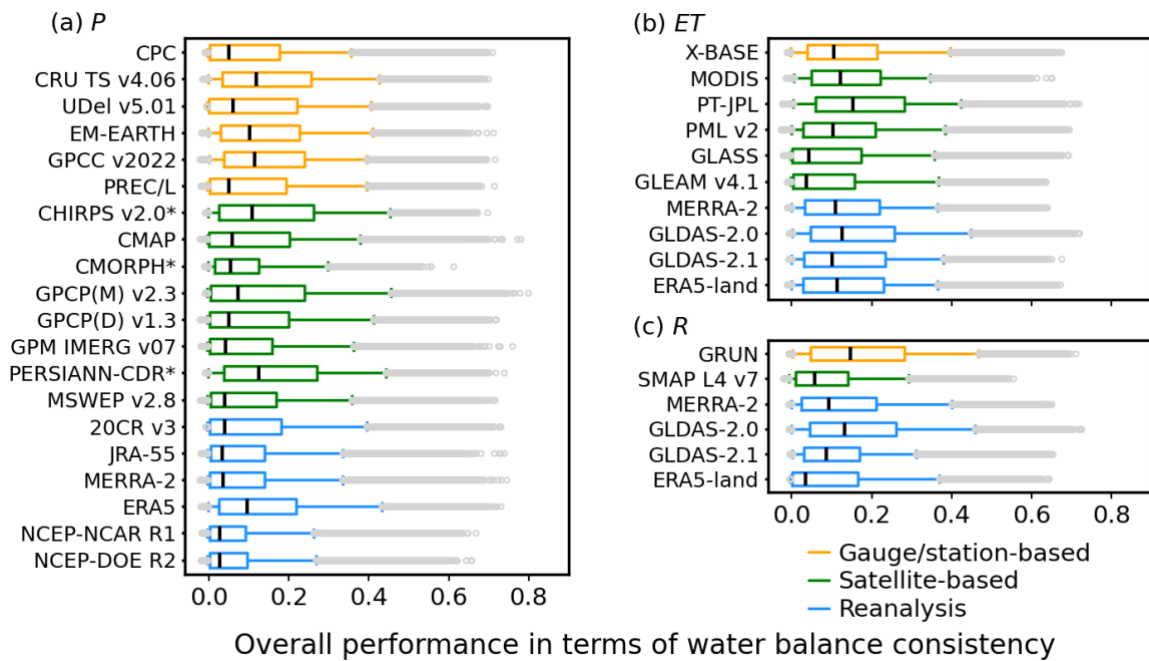 (a) P
CPC
CRU TS v4.06
UDel v5.01
EM-EARTH
GPCC v2022
PREC/L
CHIRPS v2.0*
CMAP
CMORPH*
GPCP(M) v2.3
GPCP(D) v1.3
GPM IMERG v07
PERSIANN-CDR*
MSWEP v2.8
20CR v3
JRA-55
MERRA-2
ERA5
NCEP-NCAR R1
NCEP-DOE R2
0.0 0.2 0.4 0.6 0.8
(b) ET
X-BASE
MODIS
PT-JPL
PML v2
GLASS
GLEAM v4.1
MERRA-2
GLDAS-2.0
GLDAS-2.1
ERA5-land
(c) R
GRUN
SMAP L4 v7
MERRA-2
GLDAS-2.0
GLDAS-2.1
ERA5-land
0.0 0.2 0.4 0.6 0.8
Gauge/station-based
Satellite-based
Reanalysis
Overall performance in terms of water balance consistency